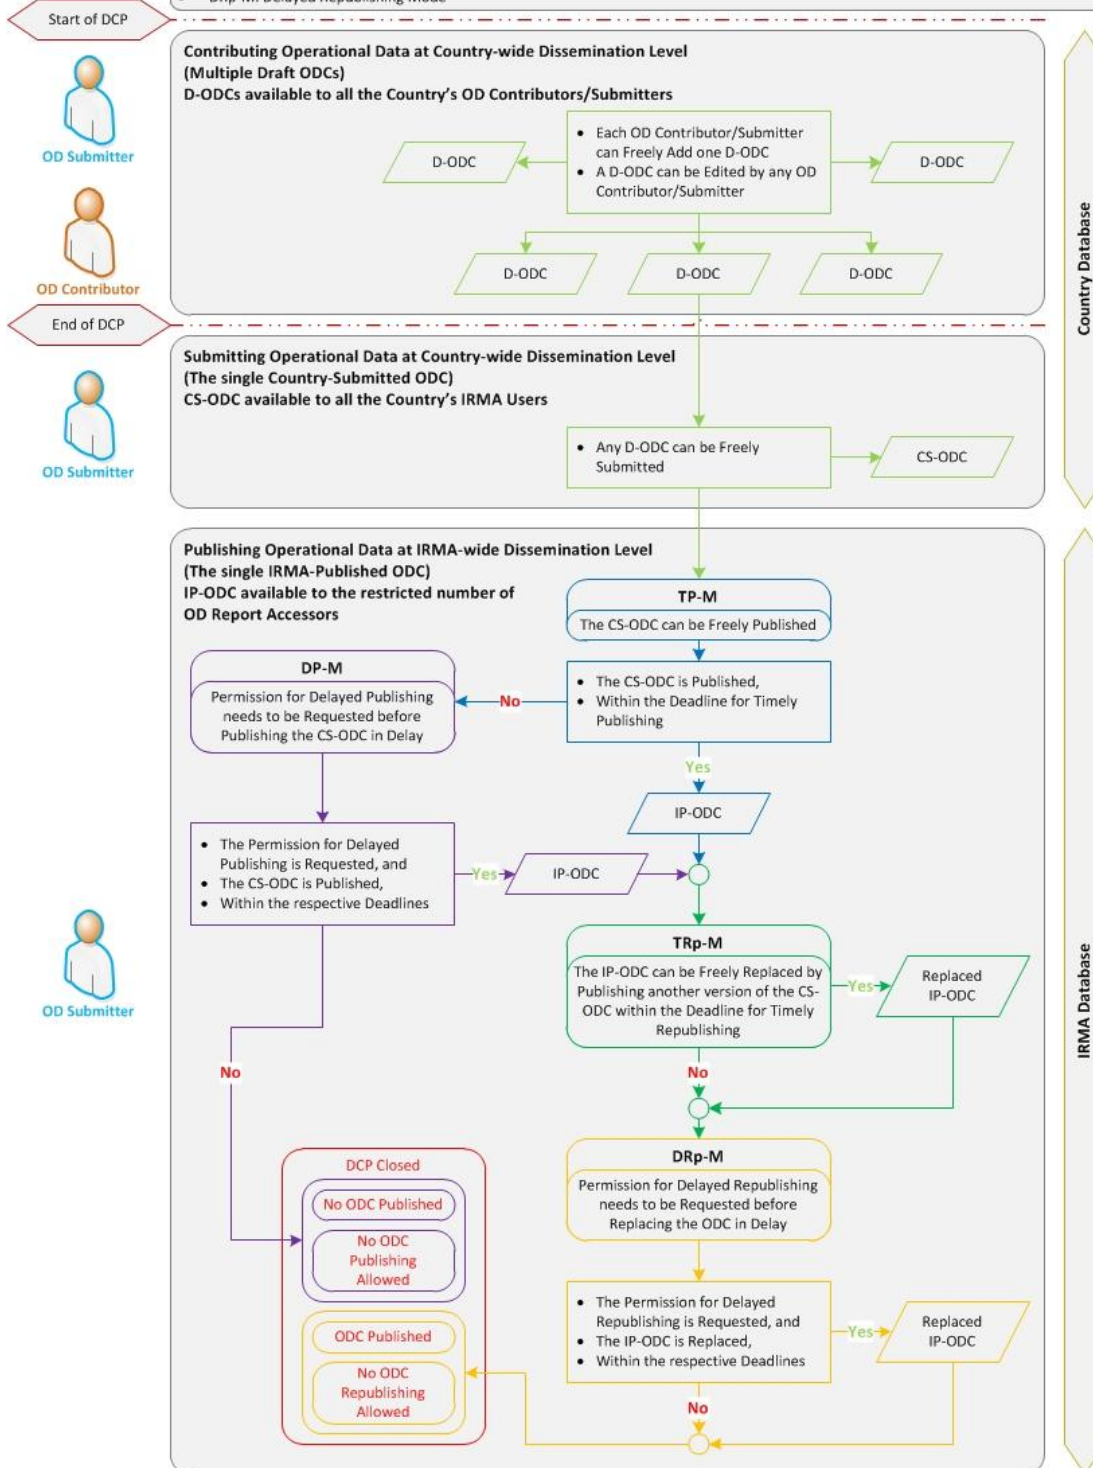 DRp-M: Delayed Republishing Mode
Start of DCP
Contributing Operational Data at Country-wide Dissemination Level
(Multiple Draft ODCs)
D-ODCs available to all the Country's OD Contributors/Submitters
OD Submitter
• Each OD Contributor/Submitter
can Freely Add one D-ODC
• A D-ODC can be Edited by any OD
Contributor/Submitter
D-ODC
D-ODC
OD Contributor
D-ODC
D-ODC
D-ODC
Country Database
End of DCP
Submitting Operational Data at Country-wide Dissemination Level
(The single Country-Submitted ODC)
CS-ODC available to all the Country's IRMA Users
OD Submitter
• Any D-ODC can be Freely
Submitted
CS-ODC
Publishing Operational Data at IRMA-wide Dissemination Level
(The single IRMA-Published ODC)
IP-ODC available to the restricted number of
OD Report Accessors
TP-M
The CS-ODC can be Freely Published
DP-M
Permission for Delayed Publishing
needs to be Requested before
Publishing the CS-ODC in Delay
No
• The CS-ODC is Published,
• Within the Deadline for Timely
Publishing
Yes
IP-ODC
• The Permission for Delayed
Publishing is Requested, and
• The CS-ODC is Published,
• Within the respective Deadlines
Yes
IP-ODC
OD Submitter
TRp-M
The IP-ODC can be Freely Replaced by
Publishing another version of the CS-
ODC within the Deadline for Timely
Republishing
Yes
Replaced
IP-ODC
IRMA Database
No
No
DRp-M
Permission for Delayed Republishing
needs to be Requested before
Replacing the ODC in Delay
DCP Closed
No ODC Published
No ODC
Publishing
Allowed
• The Permission for Delayed
Republishing is Requested, and
• The IP-ODC is Replaced,
• Within the respective Deadlines
Yes
Replaced
IP-ODC
ODC Published
No ODC
Republishing
Allowed
No